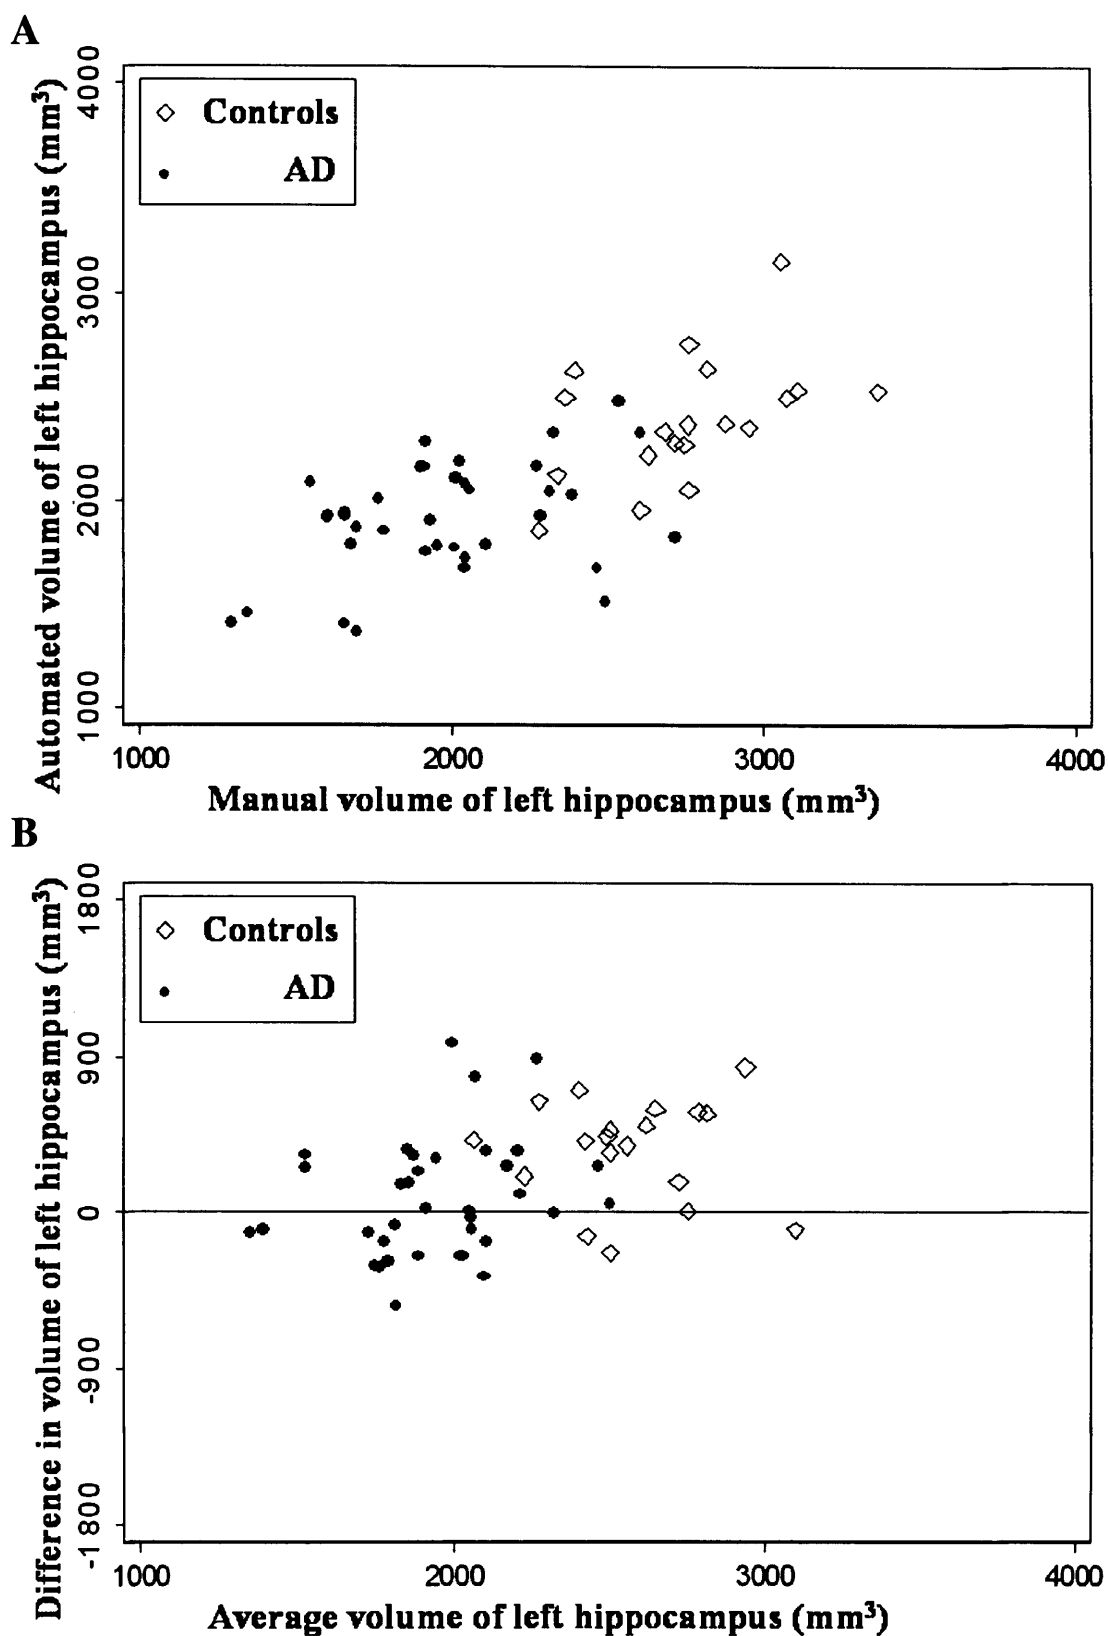 A
Automated volume of left hippocampus (mm³)
4000
3000
2000
1000
Controls
AD
1000 2000 3000 4000
Manual volume of left hippocampus (mm³)
B
Difference in volume of left hippocampus (mm³)
1800
900
0
-900
-1800
Controls
AD
1000 2000 3000 4000
Average volume of left hippocampus (mm³)